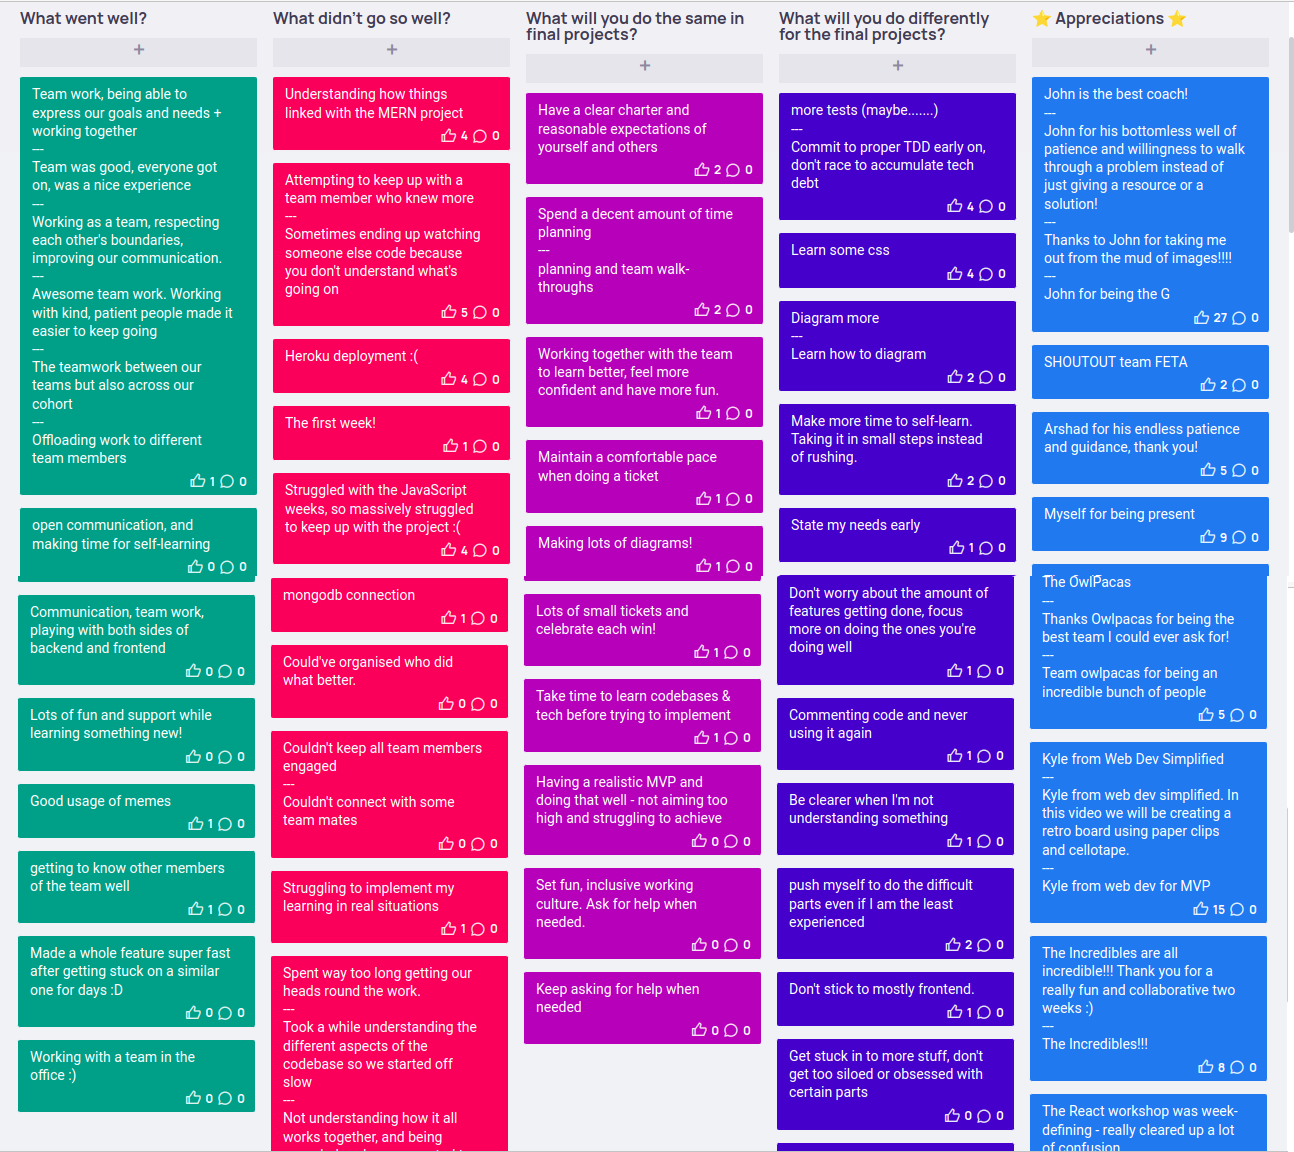 What went well?
+
Team work, being able to
express our goals and needs +
working together
---
Team was good, everyone got
on, was a nice experience
---
Working as a team, respecting
each other's boundaries,
improving our communication.
---
Awesome team work. Working
with kind, patient people made it
easier to keep going
---
The teamwork between our
teams but also across our
cohort
---
Offloading work to different
team members
1 0
open communication, and
making time for self-learning
0 0
Communication, team work,
playing with both sides of
backend and frontend
0 0
Lots of fun and support while
learning something new!
0 0
Good usage of memes
1 0
getting to know other members
of the team well
1 0
Made a whole feature super fast
after getting stuck on a similar
one for days :D
0 0
Working with a team in the
office :)
0 0
What didn't go so well?
+
Understanding how things
linked with the MERN project
4 0
Attempting to keep up with a
team member who knew more
---
Sometimes ending up watching
someone else code because
you don't understand what's
going on
5 0
Heroku deployment :(
4 0
The first week!
1 0
Struggled with the JavaScript
weeks, so massively struggled
to keep up with the project :(
4 0
mongodb connection
1 0
Could've organised who did
what better.
0 0
Couldn't keep all team members
engaged
---
Couldn't connect with some
team mates
0 0
Struggling to implement my
learning in real situations
1 0
Spent way too long getting our
heads round the work.
---
Took a while understanding the
different aspects of the
codebase so we started off
slow
---
Not understanding how it all
works together, and being
What will you do the same in
final projects?
+
Have a clear charter and
reasonable expectations of
yourself and others
2 0
Spend a decent amount of time
planning
---
planning and team walk-
throughs
2 0
Working together with the team
to learn better, feel more
confident and have more fun.
1 0
Maintain a comfortable pace
when doing a ticket
1 0
Making lots of diagrams!
1 0
Lots of small tickets and
celebrate each win!
1 0
Take time to learn codebases &
tech before trying to implement
1 0
Having a realistic MVP and
doing that well - not aiming too
high and struggling to achieve
0 0
Set fun, inclusive working
culture. Ask for help when
needed.
0 0
Keep asking for help when
needed
0 0
What will you do differently
for the final projects?
+
more tests (maybe.......)
---
Commit to proper TDD early on,
don't race to accumulate tech
debt
4 0
Learn some css
4 0
Diagram more
---
Learn how to diagram
2 0
Make more time to self-learn.
Taking it in small steps instead
of rushing.
2 0
State my needs early
1 0
Don't worry about the amount of
features getting done, focus
more on doing the ones you're
doing well
1 0
Commenting code and never
using it again
1 0
Be clearer when I'm not
understanding something
1 0
push myself to do the difficult
parts even if I am the least
experienced
2 0
Don't stick to mostly frontend.
1 0
Get stuck in to more stuff, don't
get too siloed or obsessed with
certain parts
0 0
⭐ Appreciations ⭐
+
John is the best coach!
---
John for his bottomless well of
patience and willingness to walk
through a problem instead of
just giving a resource or a
solution!
---
Thanks to John for taking me
out from the mud of images!!!!
---
John for being the G
27 0
SHOUTOUT team FETA
2 0
Arshad for his endless patience
and guidance, thank you!
5 0
Myself for being present
9 0
The OwlPacas
---
Thanks Owlpacas for being the
best team I could ever ask for!
---
Team owlpacas for being an
incredible bunch of people
5 0
Kyle from Web Dev Simplified
---
Kyle from web dev simplified. In
this video we will be creating a
retro board using paper clips
and cellotape.
---
Kyle from web dev for MVP
15 0
The Incredibles are all
incredible!!! Thank you for a
really fun and collaborative two
weeks :)
---
The Incredibles!!!
8 0
The React workshop was week-
defining - really cleared up a lot
of confusion